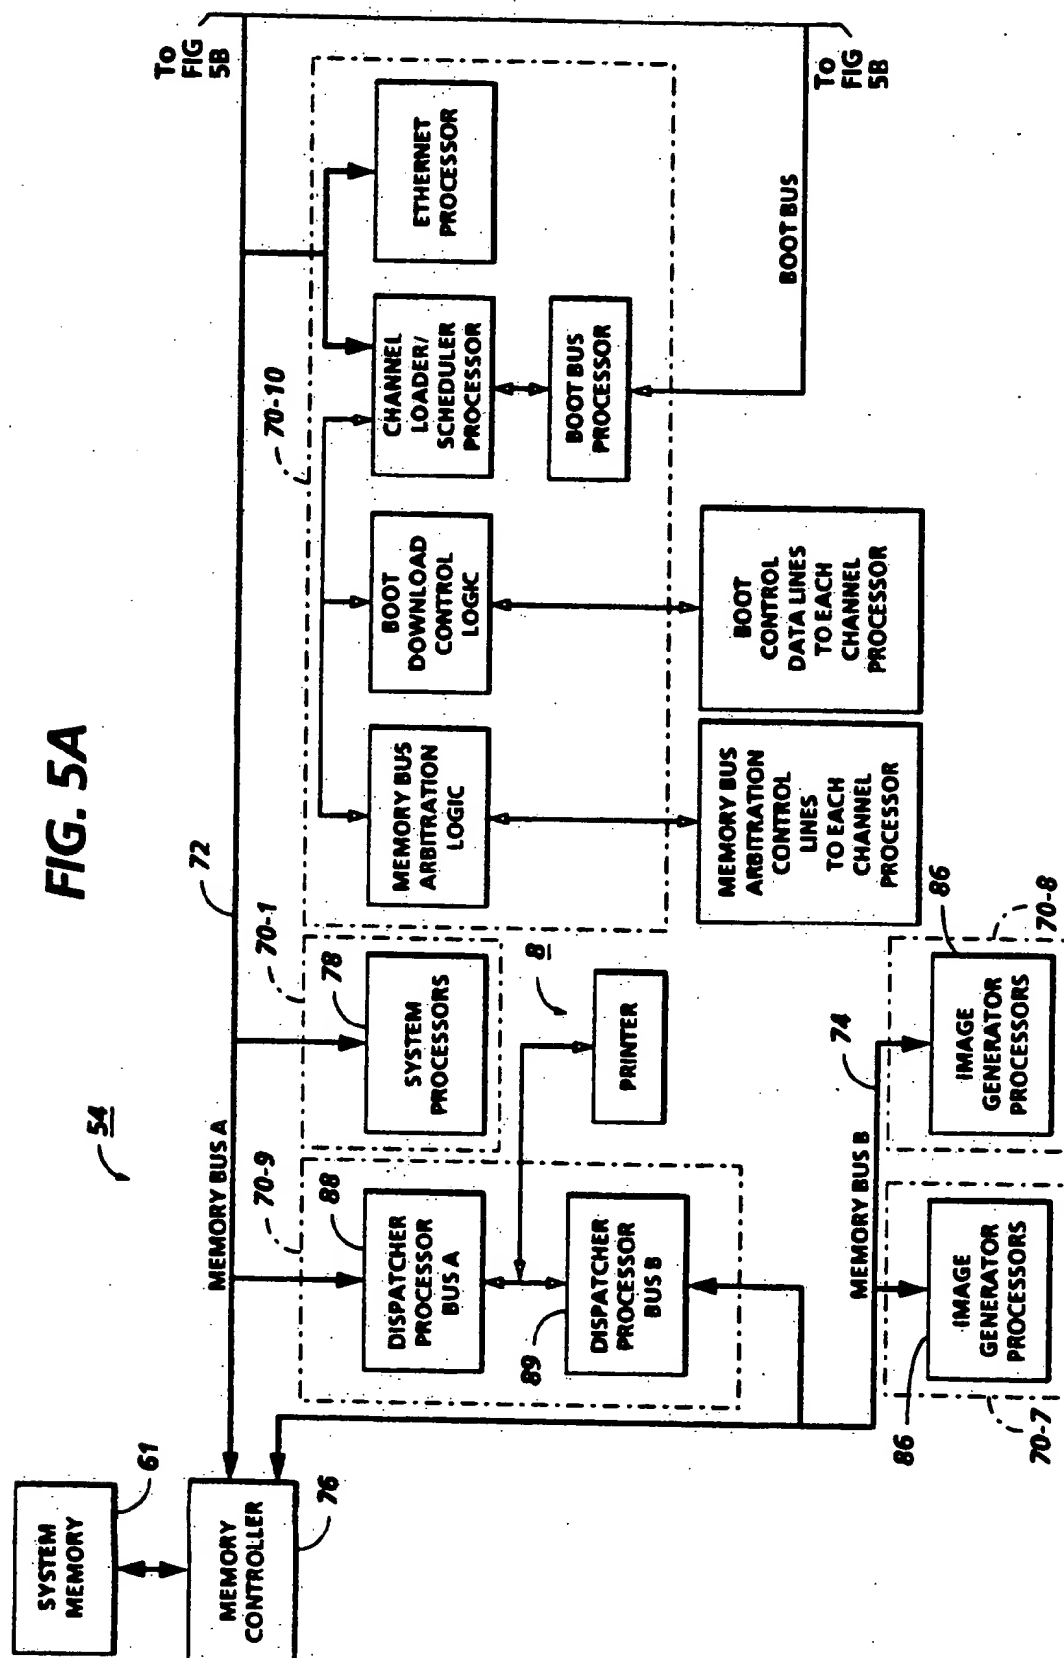 FIG. 5A
54
SYSTEM
MEMORY
61
MEMORY
CONTROLLER
76
MEMORY BUS A
72
To
FIG
5B
70-9
88
DISPATCHER
PROCESSOR
BUS A
89
DISPATCHER
PROCESSOR
BUS B
70-1
78
SYSTEM
PROCESSORS
8
PRINTER
70-10
MEMORY BUS
ARBITRATION
LOGIC
BOOT
DOWNLOAD
CONTROL
LOGIC
CHANNEL
LOADER/
SCHEDULER
PROCESSOR
ETHERNET
PROCESSOR
BOOT BUS
PROCESSOR
MEMORY BUS
ARBITRATION
CONTROL
LINES
TO EACH
CHANNEL
PROCESSOR
BOOT
CONTROL
DATA LINES
TO EACH
CHANNEL
PROCESSOR
BOOT BUS
To
FIG
5B
MEMORY BUS B
74
86
IMAGE
GENERATOR
PROCESSORS
70-7
86
IMAGE
GENERATOR
PROCESSORS
70-8